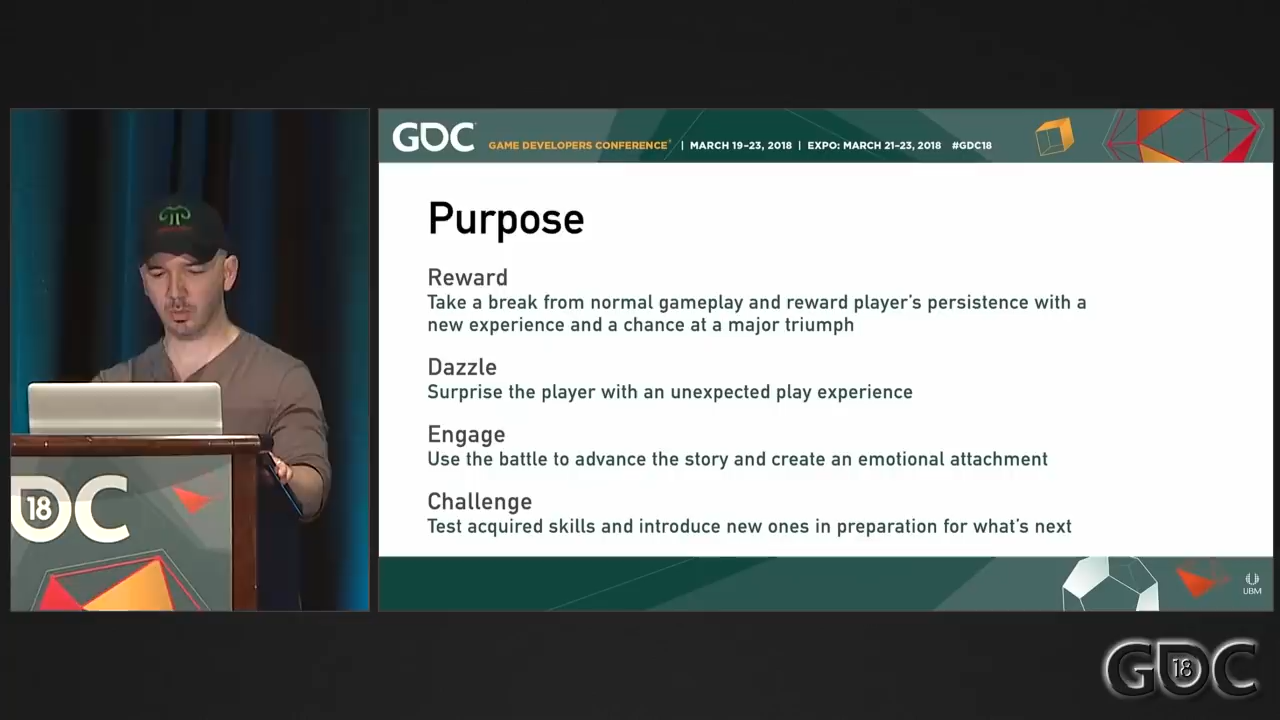 GDC
GAME DEVELOPERS CONFERENCE | MARCH 19–23, 2018 | EXPO: MARCH 21–23, 2018 #GDC18
Purpose
Reward
Take a break from normal gameplay and reward player’s persistence with a
new experience and a chance at a major triumph
Dazzle
Surprise the player with an unexpected play experience
Engage
Use the battle to advance the story and create an emotional attachment
Challenge
Test acquired skills and introduce new ones in preparation for what’s next
GDC
18
UBM
GDC
18